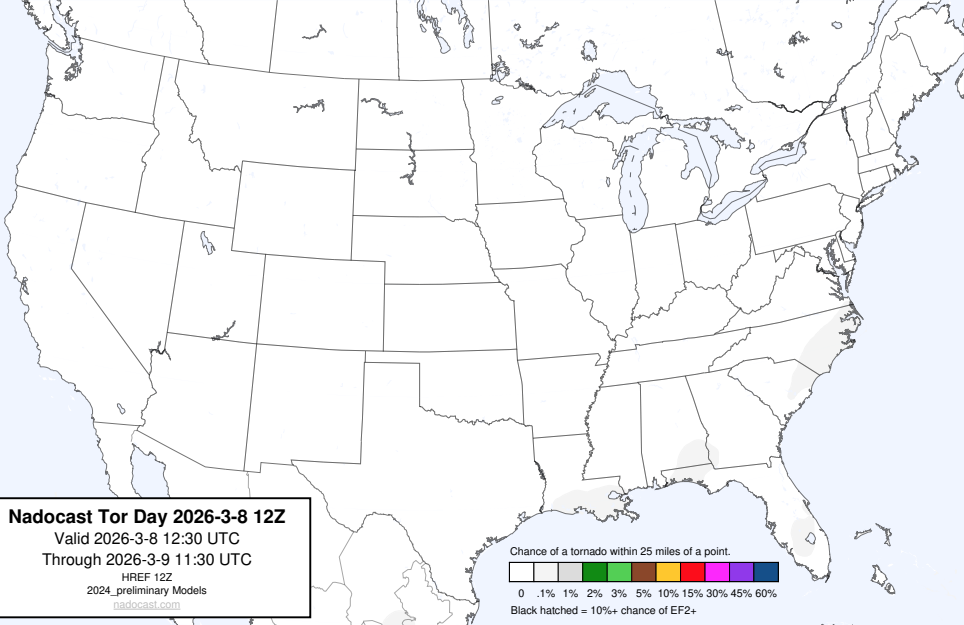 Nadocast Tor Day 2026-3-8 12Z
Valid 2026-3-8 12:30 UTC
Through 2026-3-9 11:30 UTC
HREF 12Z
2024_preliminary Models
nadocast.com
Chance of a tornado within 25 miles of a point.
0 .1% 1% 2% 3% 5% 10% 15% 30% 45% 60%
Black hatched = 10%+ chance of EF2+